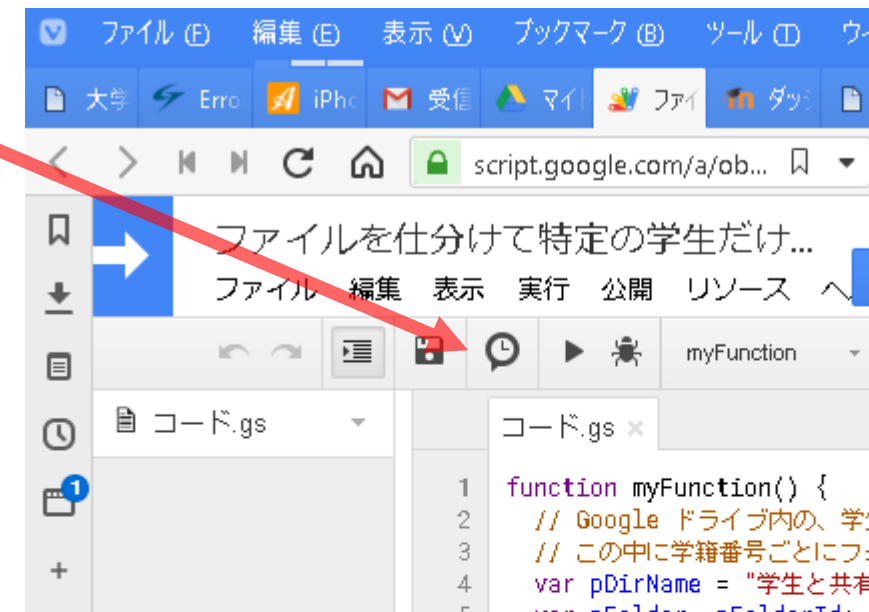 ファイル (F) 編集 (E) 表示 (V) ブックマーク (B) ツール (T)
大学 Erro iPho 受信 マイ ファイ ダッシ
script.google.com/a/ob...
ファイルを仕分けて特定の学生だけ...
ファイル 編集 表示 実行 公開 リソース ヘ
myFunction
コード.gs
コード.gs ×
1
1 function myFunction() {
2 // Google ドライブ内の、学生
3 // この中に学籍番号ごとにフォ
4 var pDirName = "学生と共有